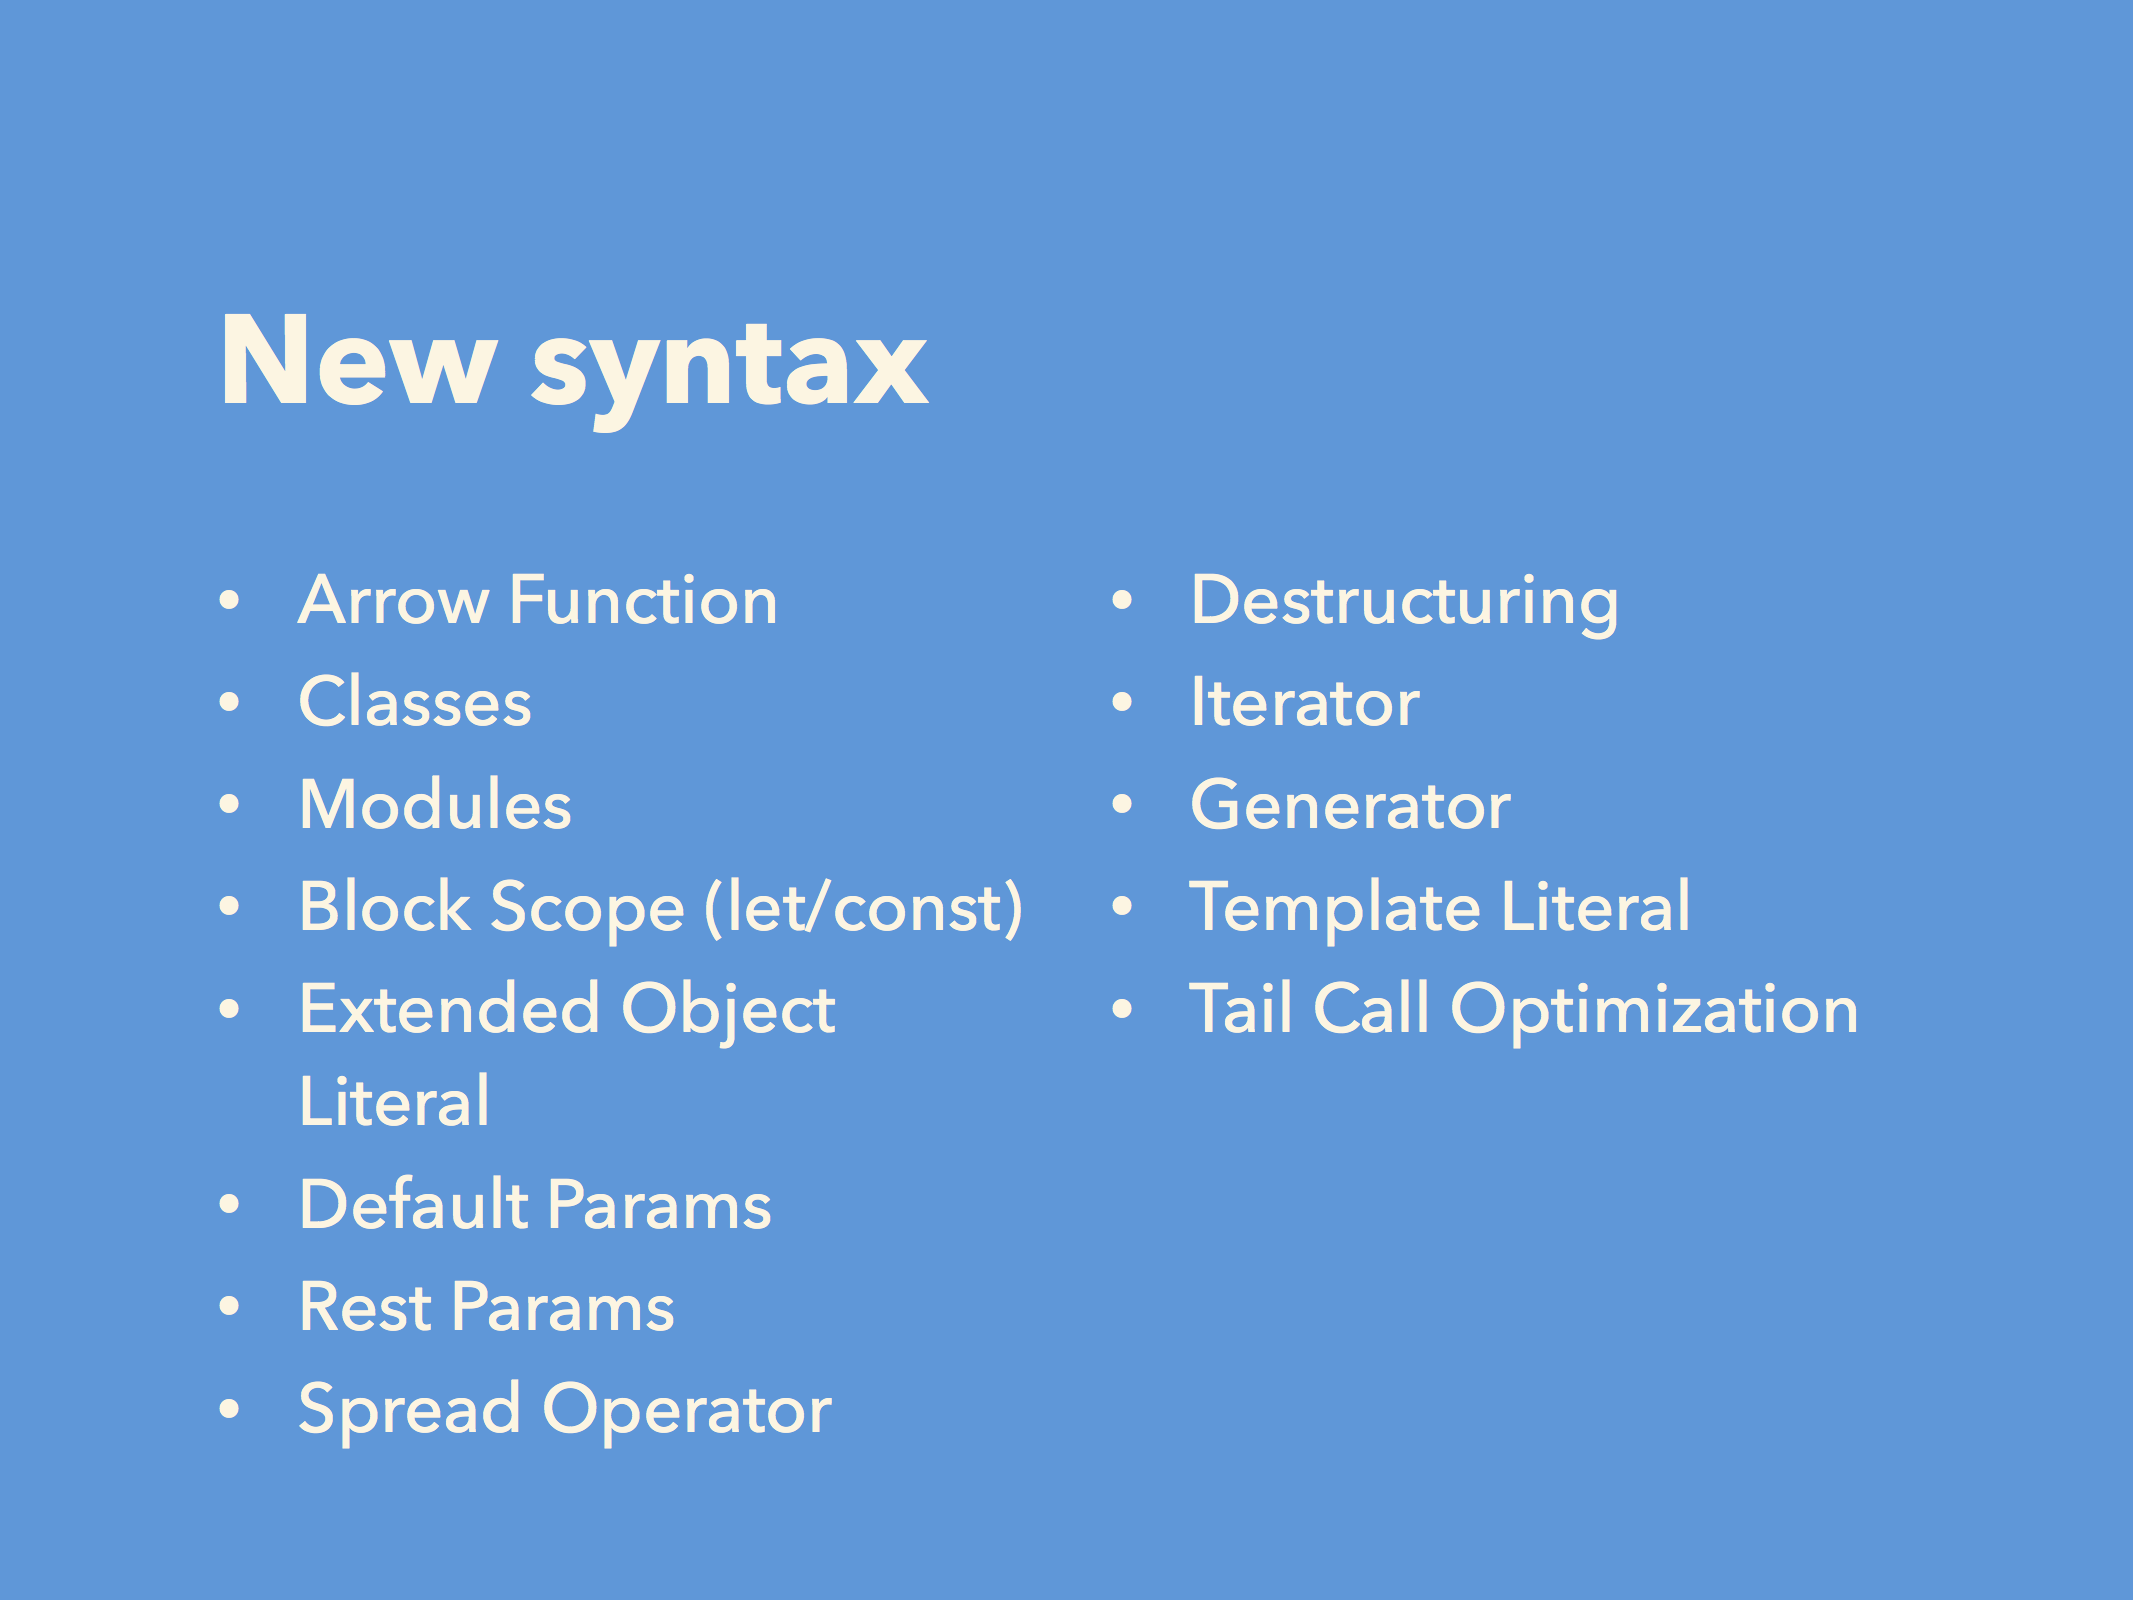 New syntax
• Arrow Function
• Classes
• Modules
• Block Scope (let/const)
• Extended Object
Literal
• Default Params
• Rest Params
• Spread Operator
• Destructuring
• Iterator
• Generator
• Template Literal
• Tail Call Optimization